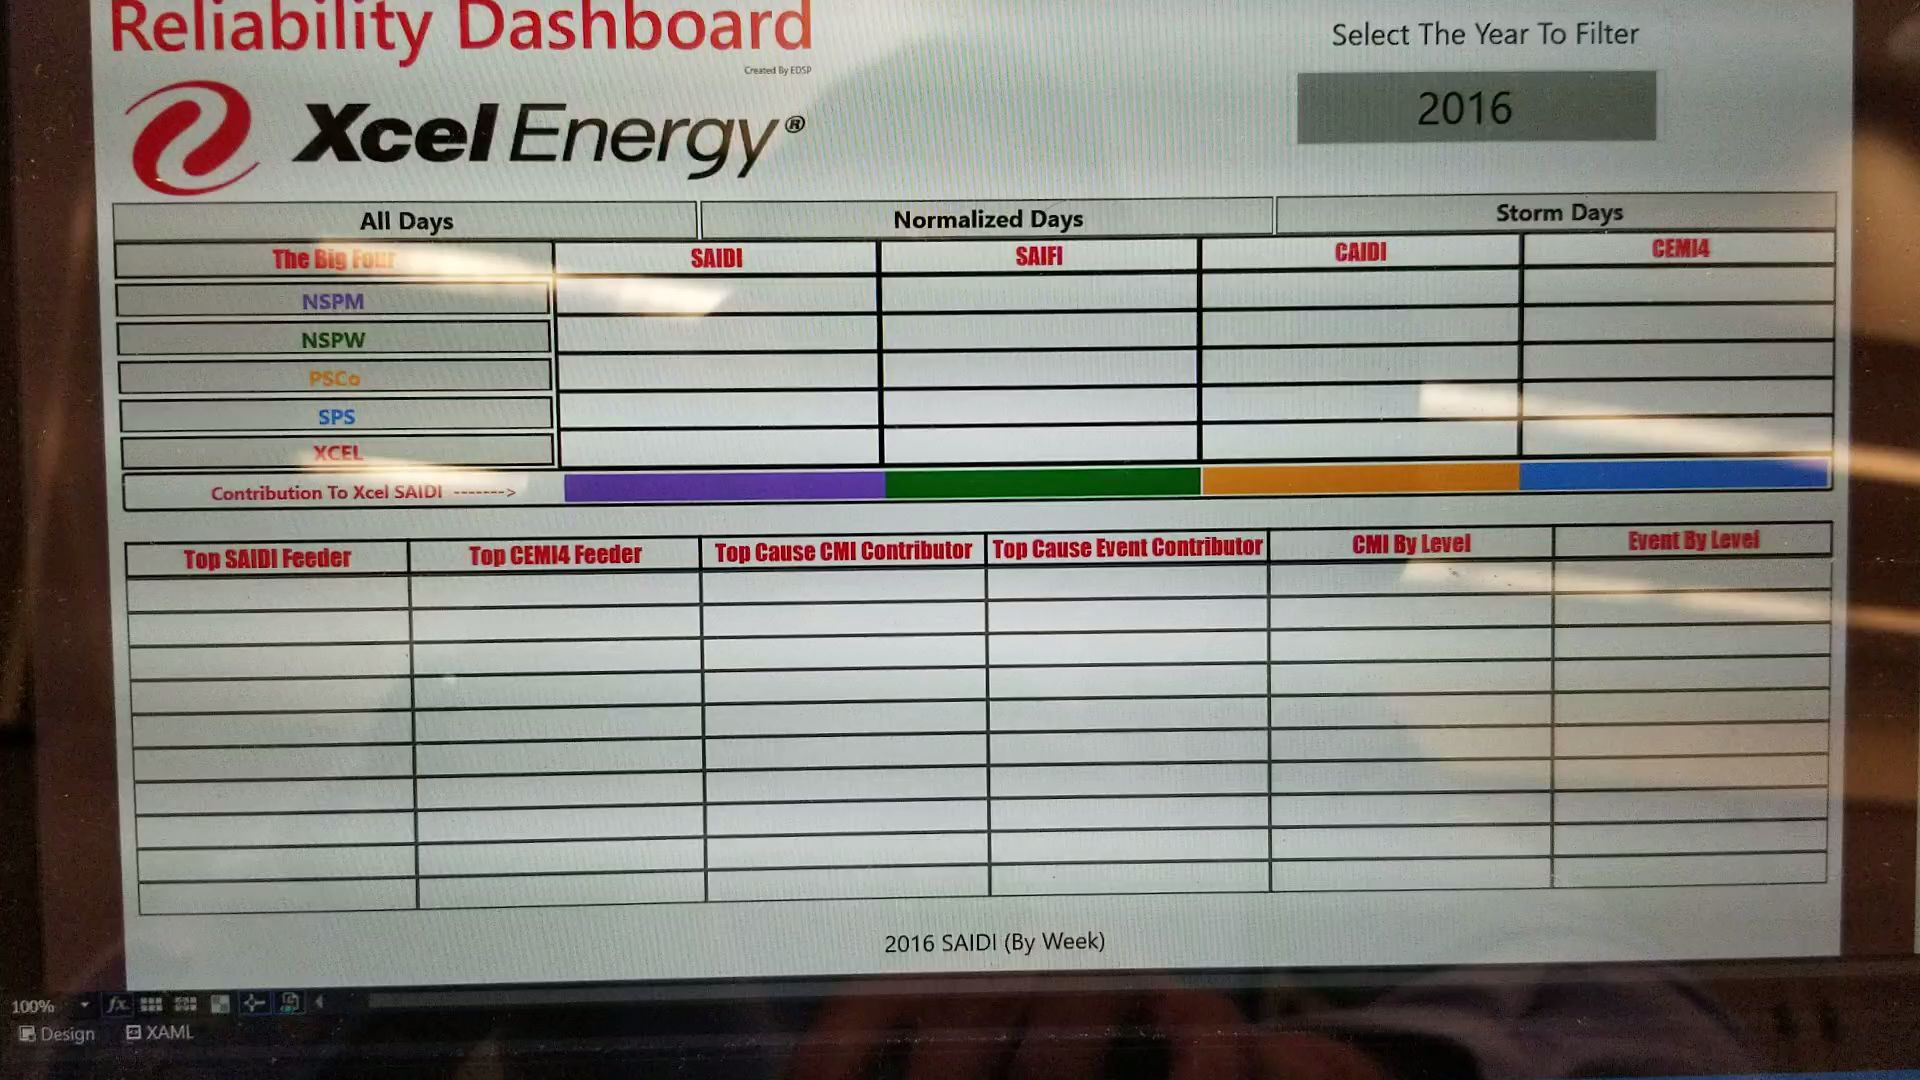 Reliability Dashboard
Created By EDSP
Select The Year To Filter
2016
Xcel Energy®
All Days Normalized Days Storm Days
The Big Four SAIDI SAIFI CAIDI CEMI4
NSPM
NSPW
PSCo
SPS
XCEL
Contribution To Xcel SAIDI ------->
Top SAIDI Feeder Top CEMI4 Feeder Top Cause CMI Contributor Top Cause Event Contributor CMI By Level Event By Level
2016 SAIDI (By Week)
100% fx
Design XAML